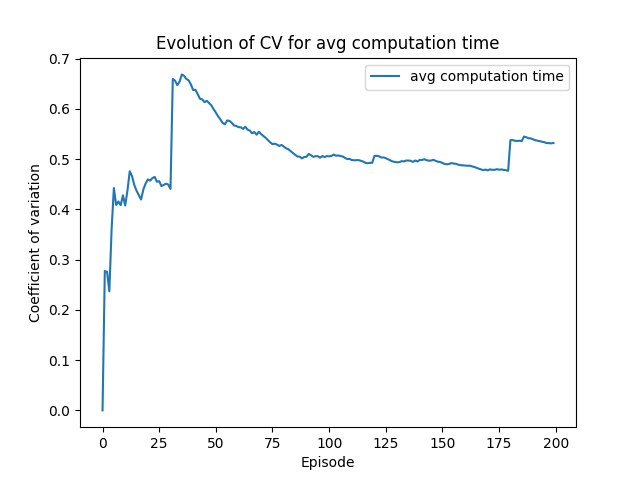 Evolution of CV for avg computation time
avg computation time
Coefficient of variation
0.7
0.6
0.5
0.4
0.3
0.2
0.1
0.0
0 25 50 75 100 125 150 175 200
Episode